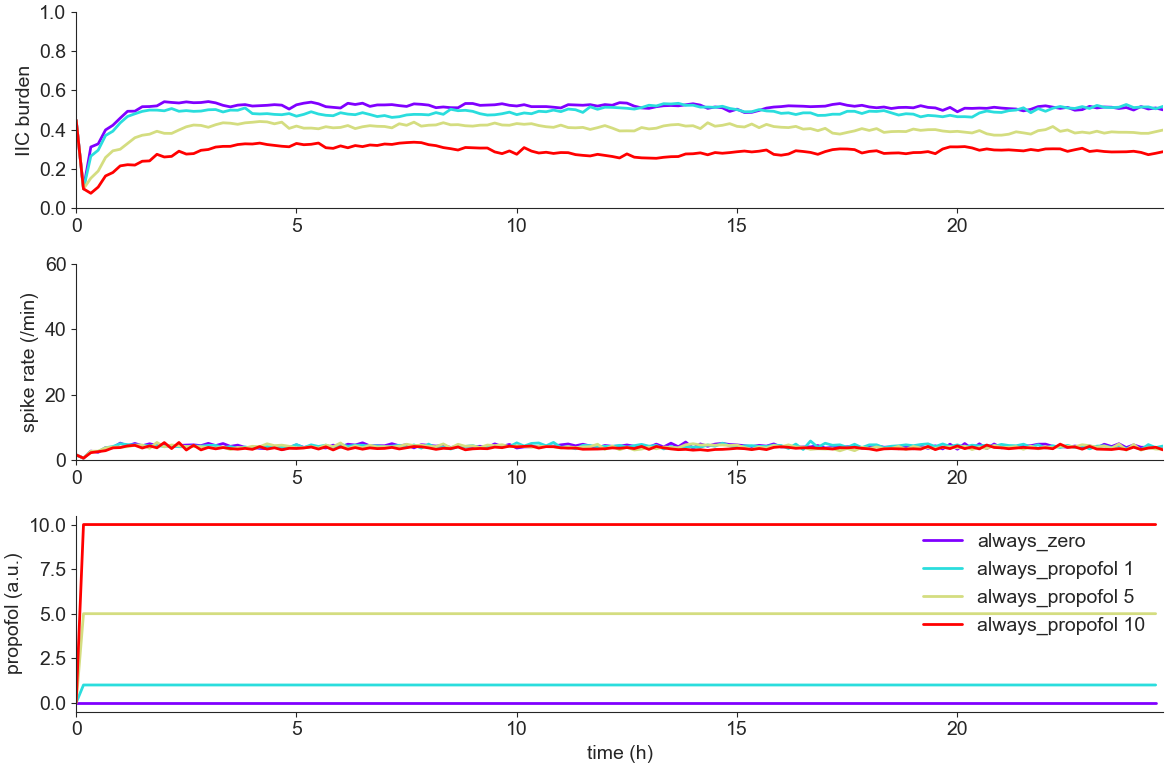 IIC burden
1.0
0.8
0.6
0.4
0.2
0.0
0 5 10 15 20
spike rate (/min)
60
40
20
0
0 5 10 15 20
propofol (a.u.)
10.0
7.5
5.0
2.5
0.0
always_zero
always_propofol 1
always_propofol 5
always_propofol 10
0 5 10 15 20
time (h)